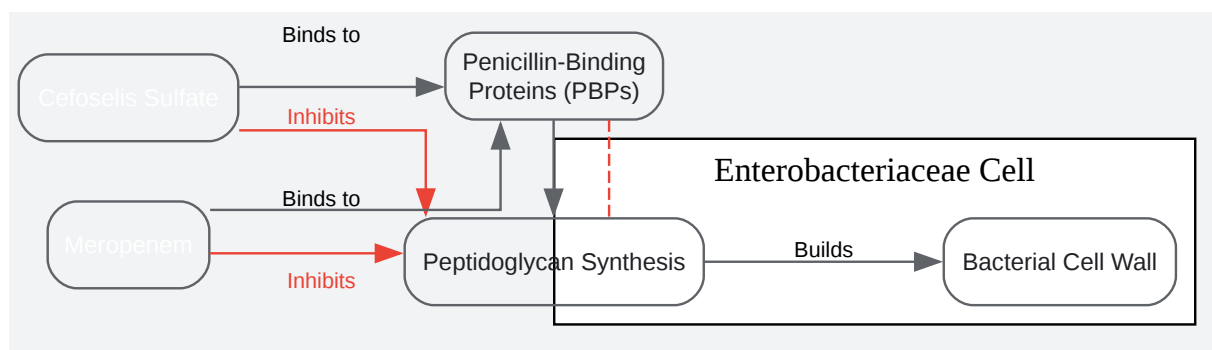 Binds to
Penicillin-Binding
Proteins (PBPs)
Cefoselis Sulfate
Inhibits
Enterobacteriaceae Cell
Binds to
Meropenem
Peptidoglycan Synthesis
Builds
Bacterial Cell Wall
Inhibits